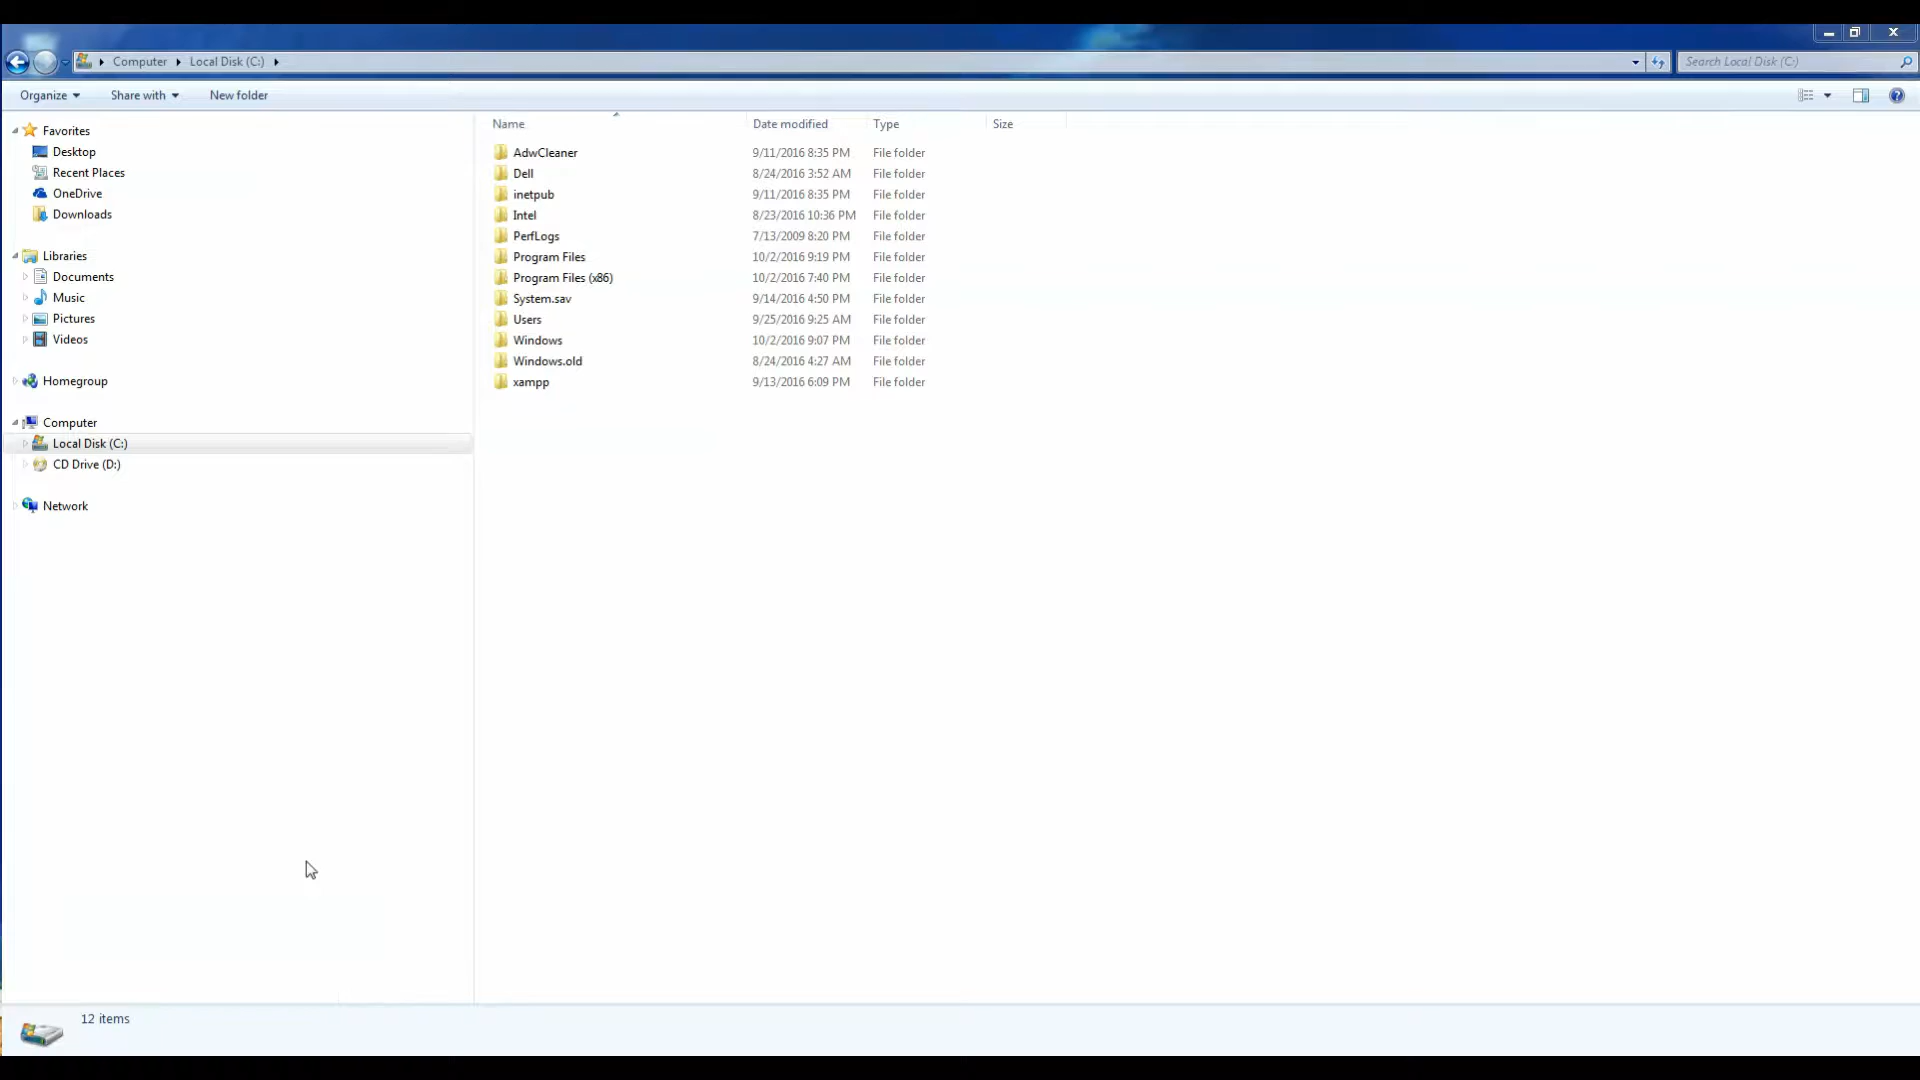 Computer Local Disk (C:)
Search Local Disk (C:)
Organize Share with New folder
Name Date modified Type Size
Favorites
Desktop
Recent Places
OneDrive
Downloads
Libraries
Documents
Music
Pictures
Videos
Homegroup
Computer
Local Disk (C:)
CD Drive (D:)
Network
AdwCleaner 9/11/2016 8:35 PM File folder
Dell 8/24/2016 3:52 AM File folder
inetpub 9/11/2016 8:35 PM File folder
Intel 8/23/2016 10:36 PM File folder
PerfLogs 7/13/2009 8:20 PM File folder
Program Files 10/2/2016 9:19 PM File folder
Program Files (x86) 10/2/2016 7:40 PM File folder
System.sav 9/14/2016 4:50 PM File folder
Users 9/25/2016 9:25 AM File folder
Windows 10/2/2016 9:07 PM File folder
Windows.old 8/24/2016 4:27 AM File folder
xampp 9/13/2016 6:09 PM File folder
12 items